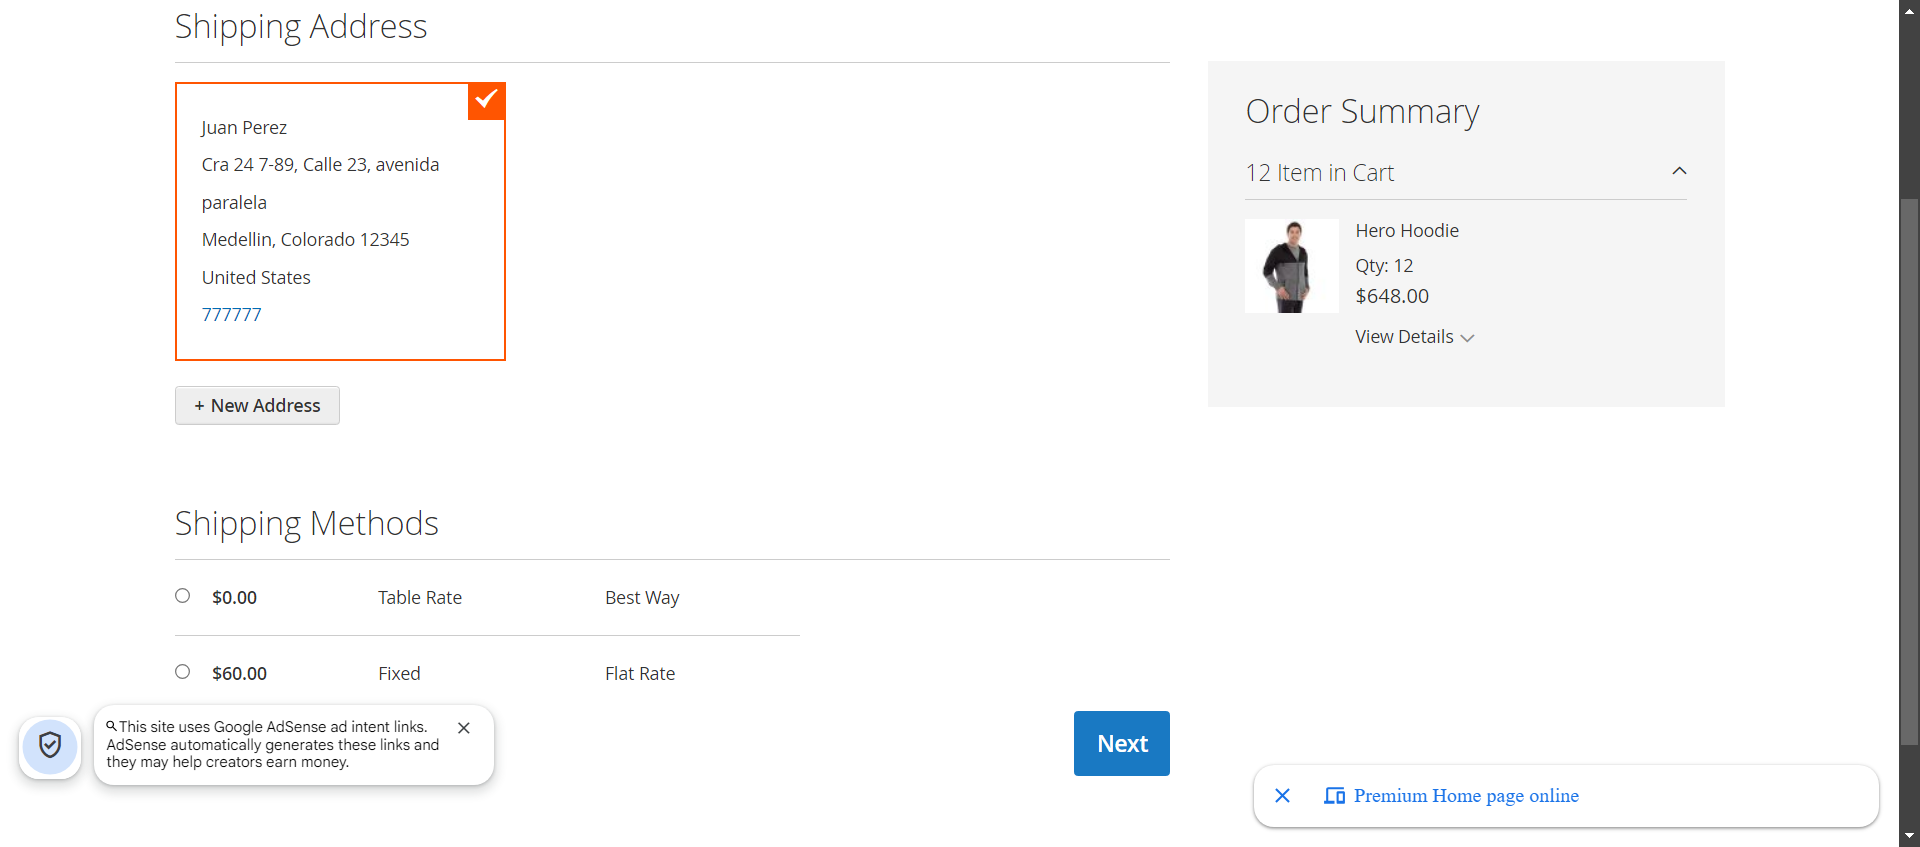 Shipping Address
Juan Perez
Cra 24 7-89, Calle 23, avenida
paralela
Medellin, Colorado 12345
United States
777777
+ New Address
Order Summary
12 Item in Cart
Hero Hoodie
Qty: 12
$648.00
View Details
Shipping Methods
$0.00 Table Rate Best Way
$60.00 Fixed Flat Rate
This site uses Google AdSense ad intent links.
AdSense automatically generates these links and
they may help creators earn money.
Next
Premium Home page online